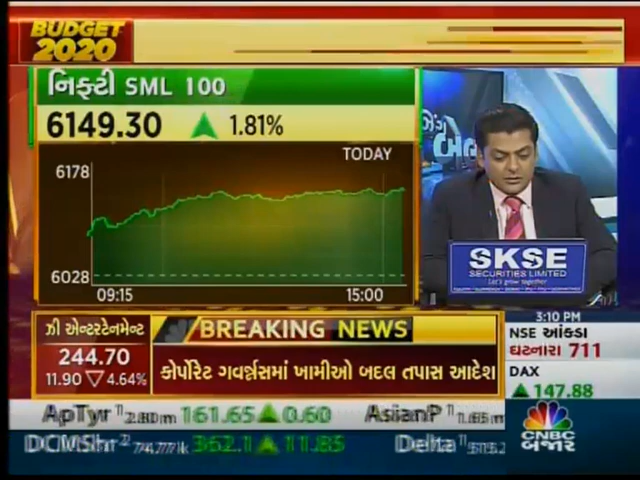 BUDGET
2020
નિફ્ટી SML 100
6149.30 ▲ 1.81%
TODAY
6178
6028
09:15 15:00
SKSE
SECURITIES LIMITED
Let's grow together
ઝી એન્ટરટેનમેન્ટ
244.70
11.90 ▽ 4.64%
BREAKING NEWS
કોર્પોરેટ ગવર્નન્સમાં ખામીઓ બદલ તપાસ આદેશ
3:10 PM
NSE આંકડા
ઘટનારા 711
DAX
▲ 147.88
ApTyr 161.65 ▲ 0.60 AsianP
DCMShr 362.1 ▲ 11.85 Delta
CNBC
બજાર